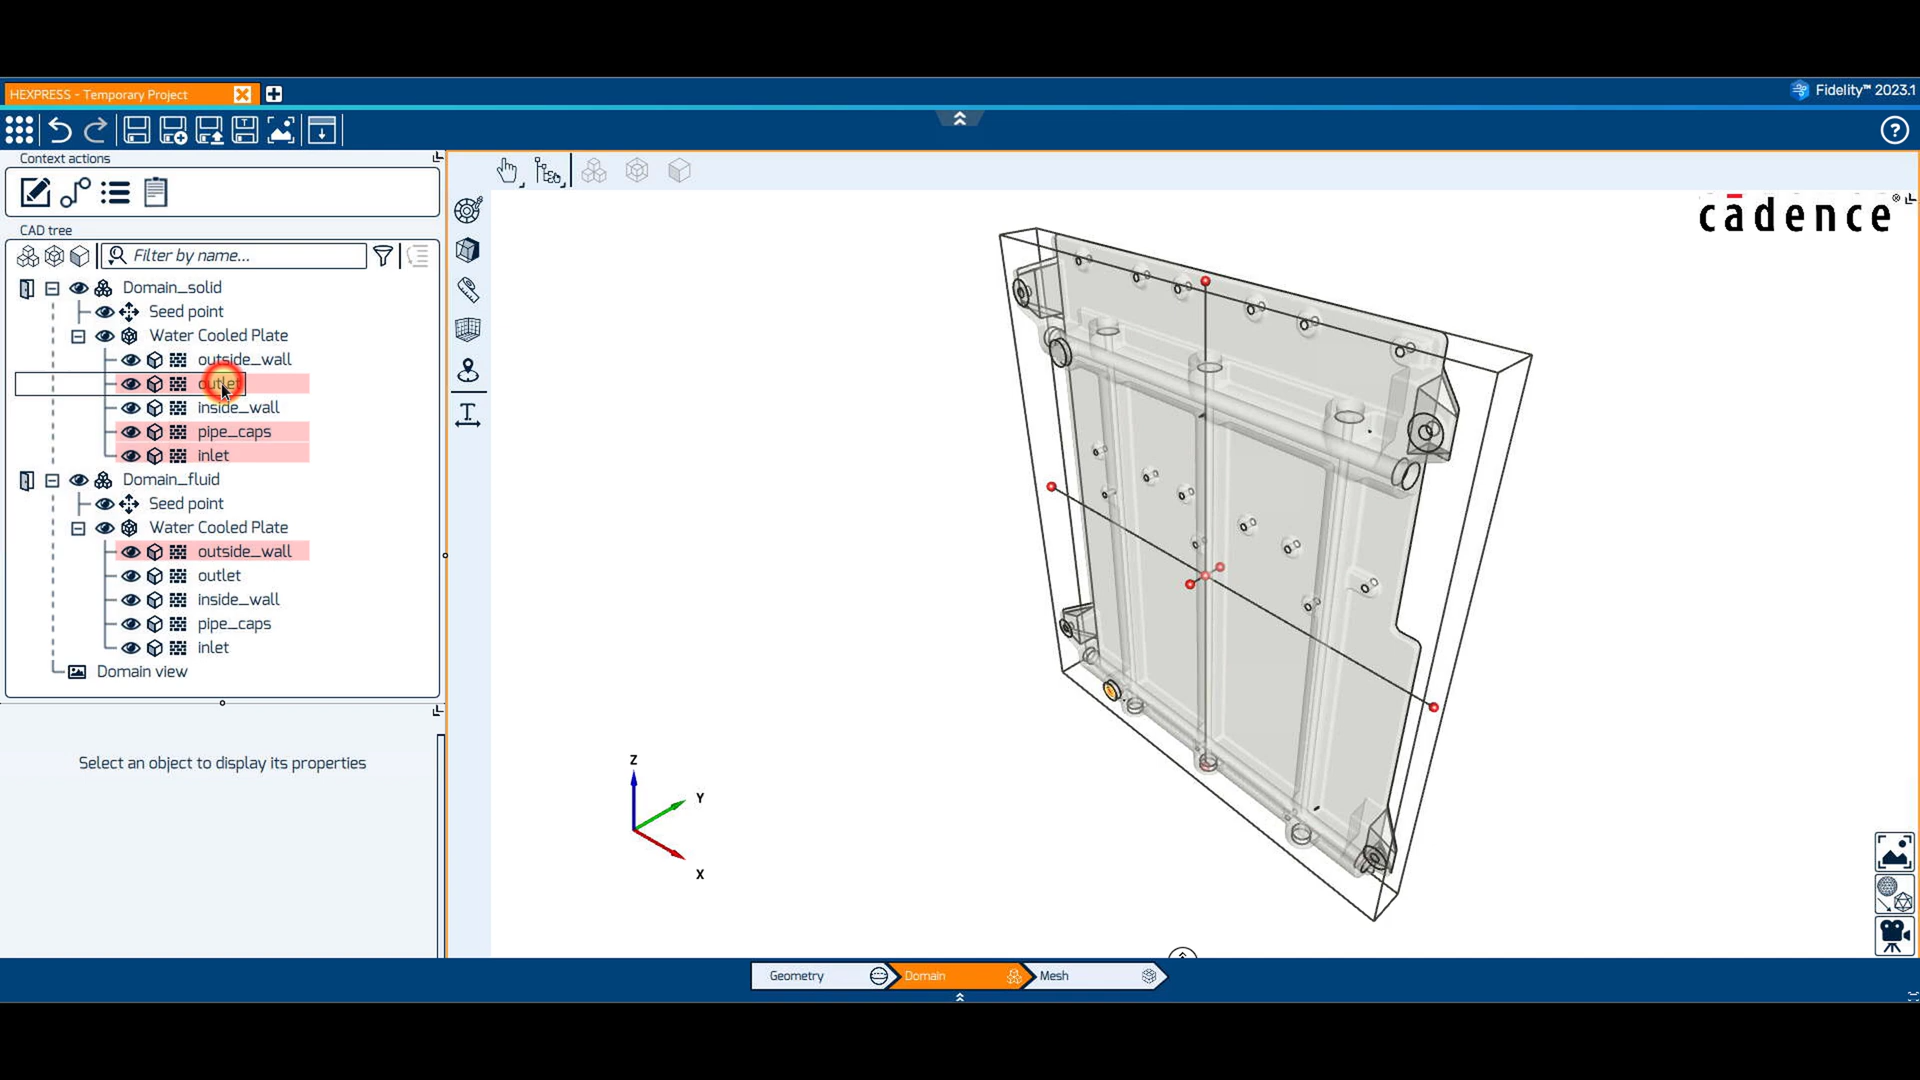 HEXPRESS - Temporary Project
Fidelity™ 2023.1
Context actions
CAD tree
Filter by name...
Domain_solid
Seed point
Water Cooled Plate
outside_wall
outlet
inside_wall
pipe_caps
inlet
Domain_fluid
Seed point
Water Cooled Plate
outside_wall
outlet
inside_wall
pipe_caps
inlet
Domain view
Select an object to display its properties
cādence®
Z
Y
X
Geometry
Domain
Mesh